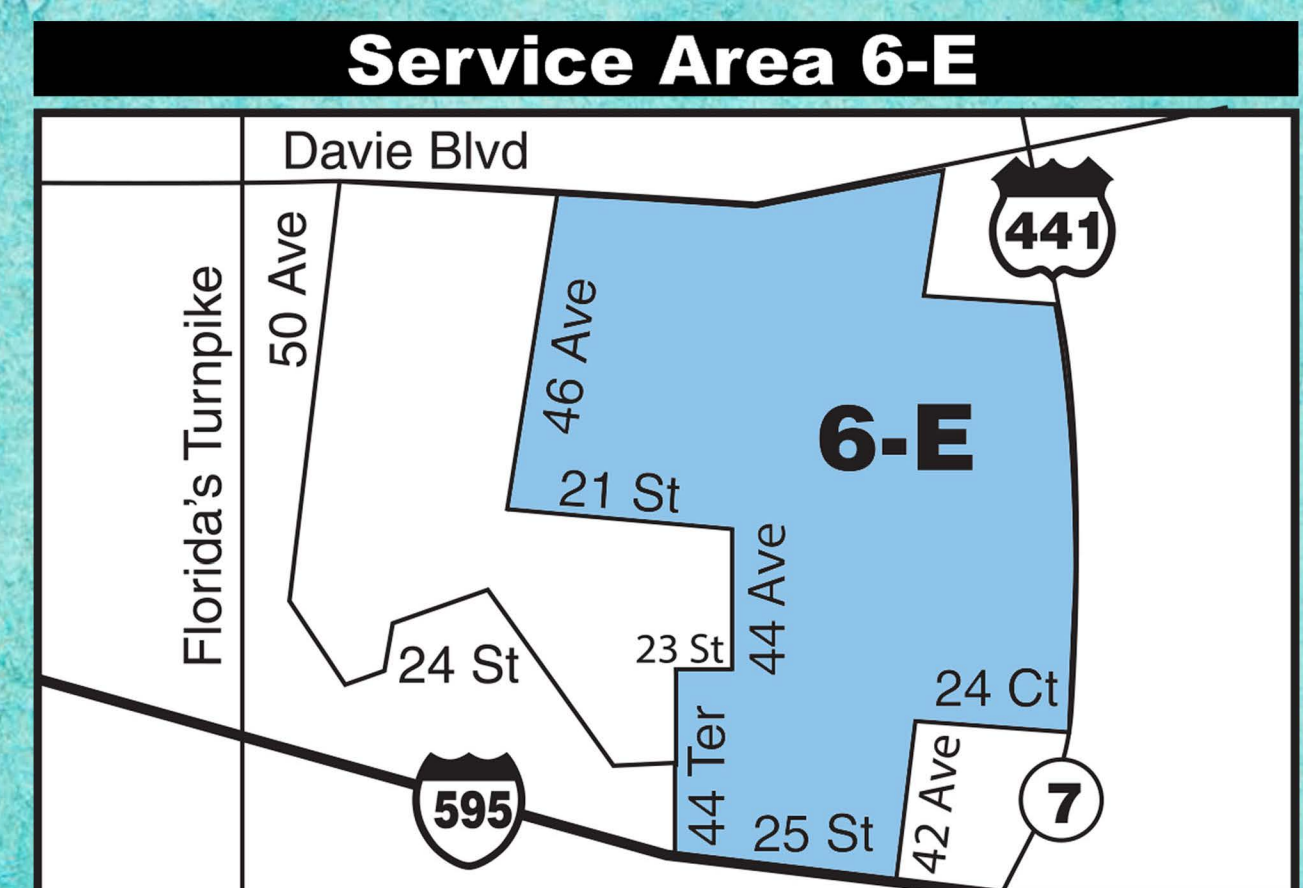 Service Area 6-E
Davie Blvd
441
50 Ave
Florida's Turnpike
46 Ave
6-E
21 St
44 Ave
23 St
24 St
24 Ct
44 Ter
42 Ave
7
595
25 St